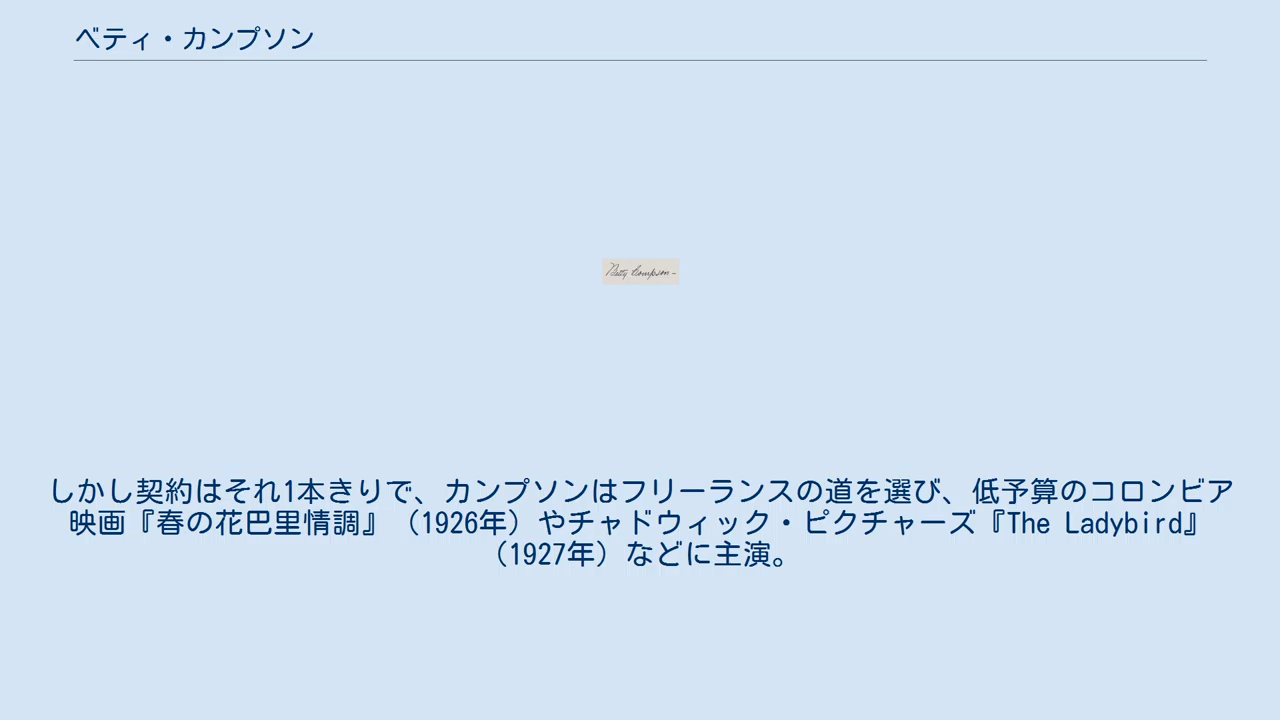 ベティ・カンプソン
Betty Compson
しかし契約はそれ1本きりで、カンプソンはフリーランスの道を選び、低予算のコロンビア
映画『春の花巴里情調』（1926年）やチャドウィック・ピクチャーズ『The Ladybird』
（1927年）などに主演。